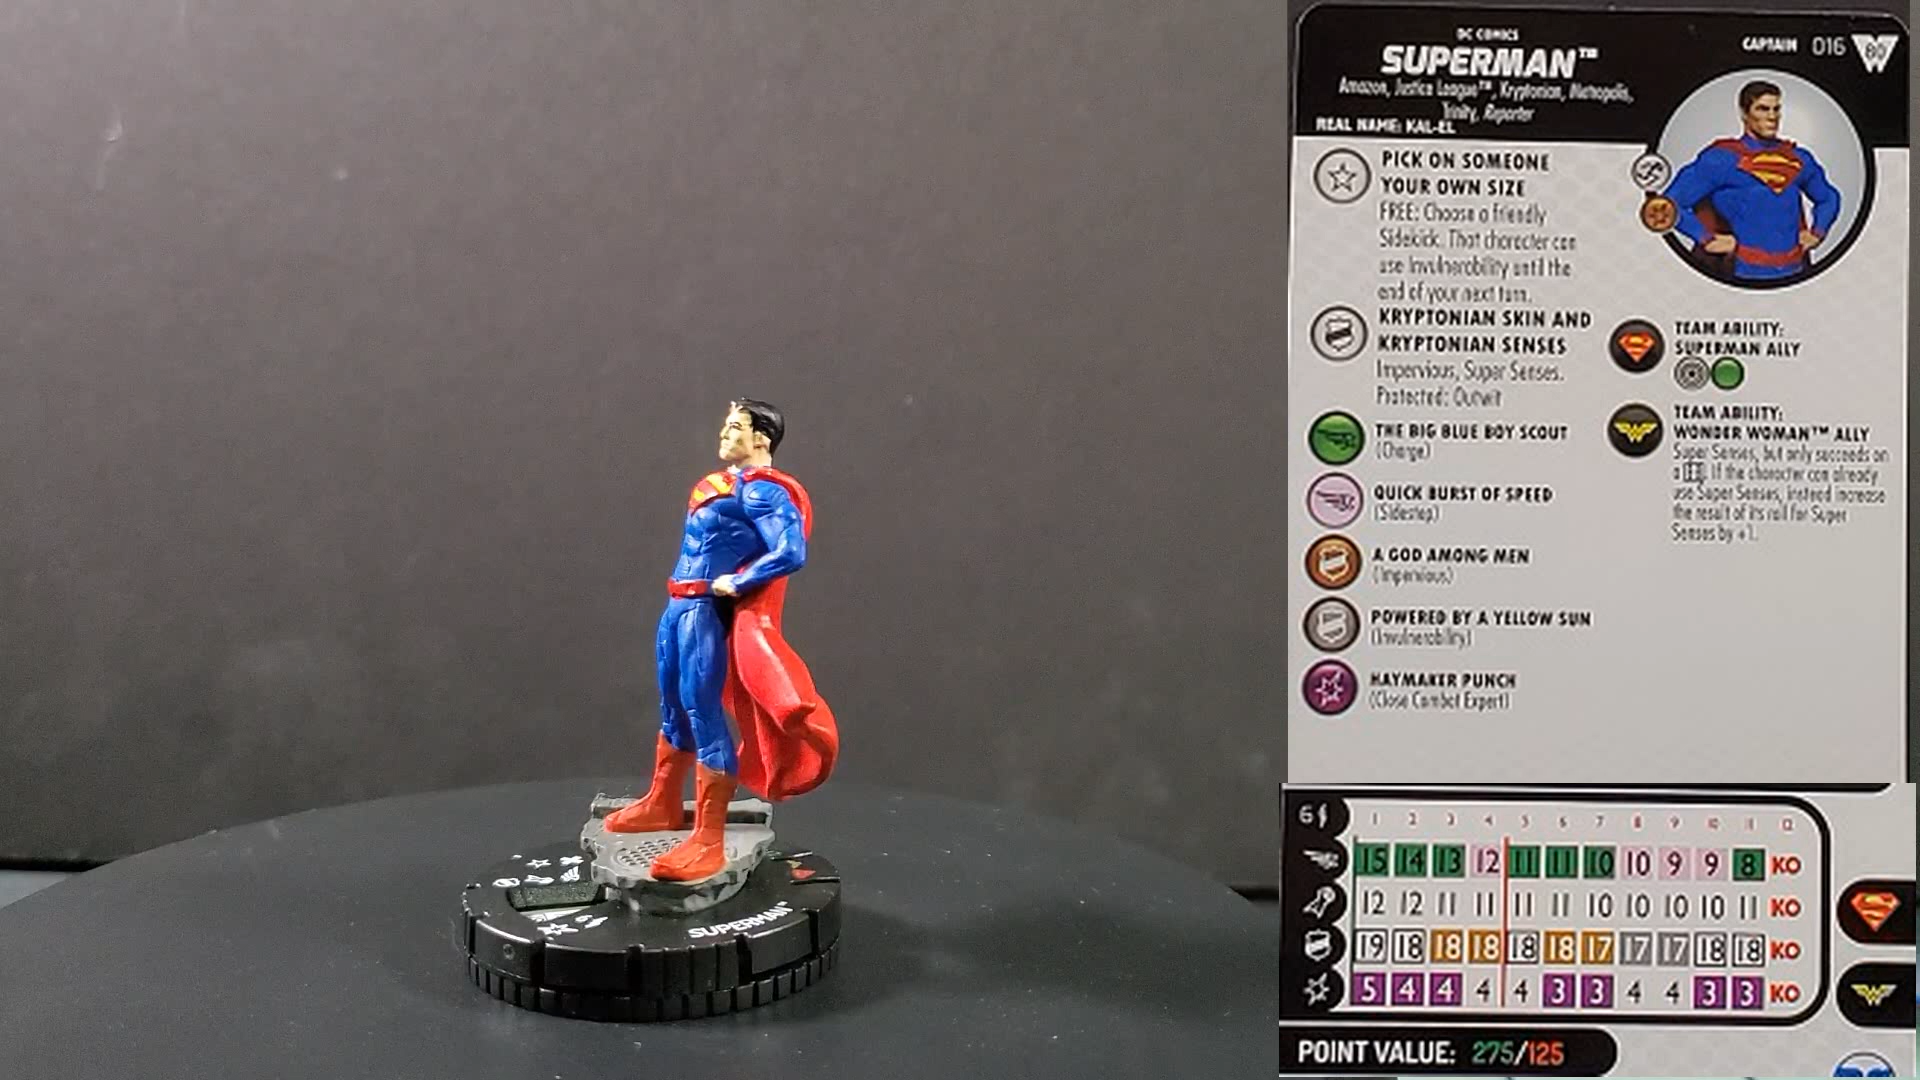 DC COMICS
SUPERMAN™
CAPTAIN 016
80
Amazon, Justice League™, Kryptonian, Metropolis,
Trinity, Reporter
REAL NAME: KAL-EL
PICK ON SOMEONE
YOUR OWN SIZE
FREE: Choose a friendly
Sidekick. That character can
use Invulnerability until the
end of your next turn.
KRYPTONIAN SKIN AND
KRYPTONIAN SENSES
Impervious, Super Senses.
Protected: Outwit
THE BIG BLUE BOY SCOUT
(Charge)
QUICK BURST OF SPEED
(Sidestep)
A GOD AMONG MEN
(Impervious)
POWERED BY A YELLOW SUN
(Invulnerability)
HAYMAKER PUNCH
(Close Combat Expert)
TEAM ABILITY:
SUPERMAN ALLY
TEAM ABILITY:
WONDER WOMAN™ ALLY
Super Senses, but only succeeds on
a . If the character can already
use Super Senses, instead increase
the result of its roll for Super
Senses by +1.
6 1 2 3 4 5 6 7 8 9 10 11 12
15 14 13 12 11 11 10 10 9 9 8 KO
12 12 11 11 11 11 10 10 10 10 11 KO
19 18 18 18 18 18 17 17 17 18 18 KO
5 4 4 4 4 3 3 4 4 3 3 KO
POINT VALUE: 275/125
SUPERMAN™